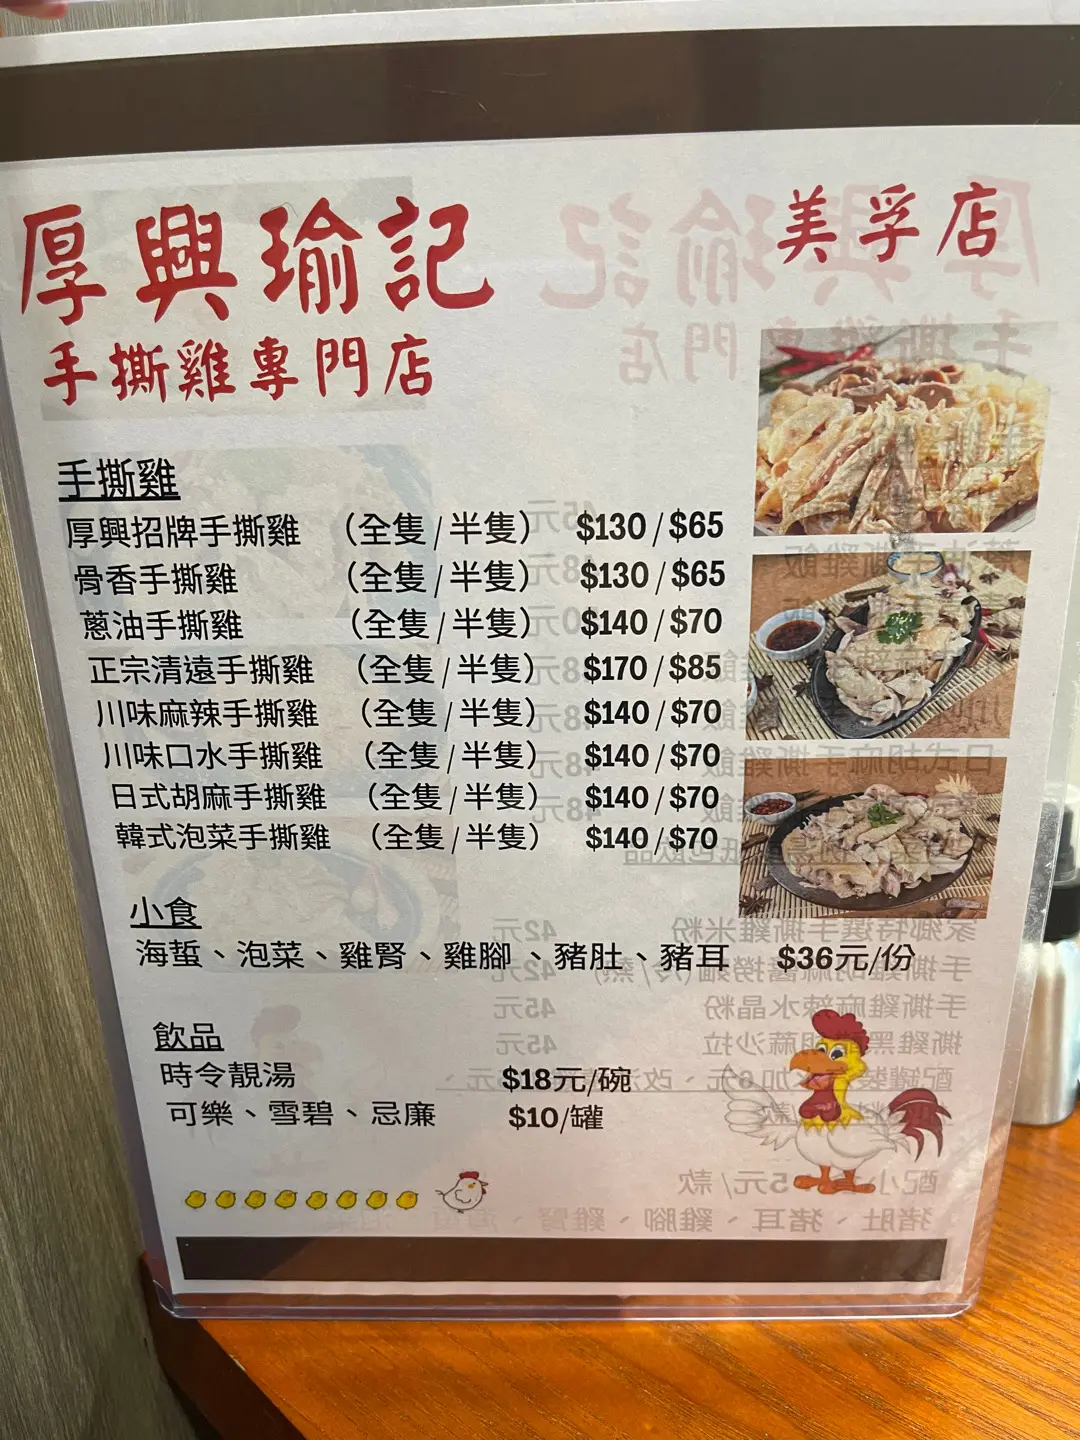 厚興瑜記
美孚店
手撕雞專門店
手撕雞
厚興招牌手撕雞 （全隻/半隻） $130/$65
骨香手撕雞 （全隻/半隻） $130/$65
蔥油手撕雞 （全隻/半隻） $140/$70
正宗清遠手撕雞 （全隻/半隻） $170/$85
川味麻辣手撕雞 （全隻/半隻） $140/$70
川味口水手撕雞 （全隻/半隻） $140/$70
日式胡麻手撕雞 （全隻/半隻） $140/$70
韓式泡菜手撕雞 （全隻/半隻） $140/$70
小食
海蜇、泡菜、雞腎、雞腳、豬肚、豬耳 $36元/份
飲品
時令靚湯 $18元/碗
可樂、雪碧、忌廉 $10/罐